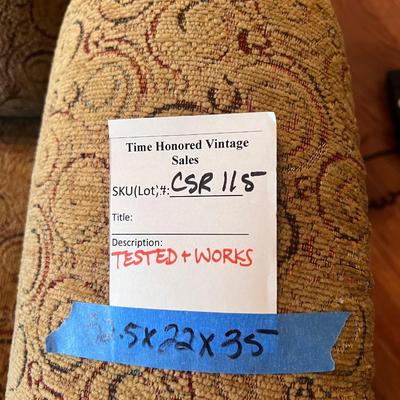 Time Honored Vintage
Sales
SKU(Lot)#: CSR 115
Title:
Description:
TESTED + WORKS
.5X22X35